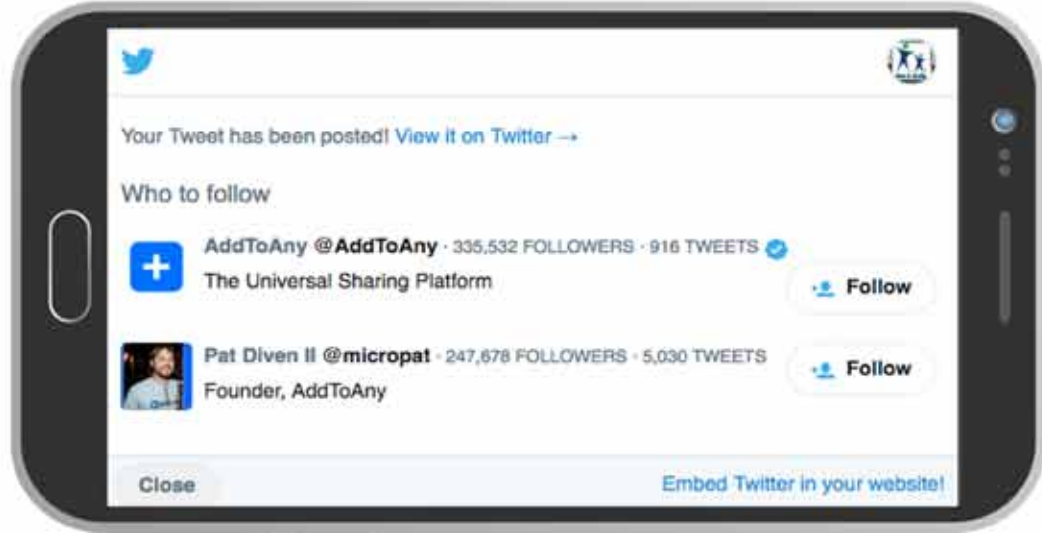 Your Tweet has been posted! View it on Twitter →
Who to follow
AddToAny @AddToAny · 335,532 FOLLOWERS · 916 TWEETS
The Universal Sharing Platform
Follow
Pat Diven II @micropat · 247,678 FOLLOWERS · 5,030 TWEETS
Follow
Founder, AddToAny
Close
Embed Twitter in your website!